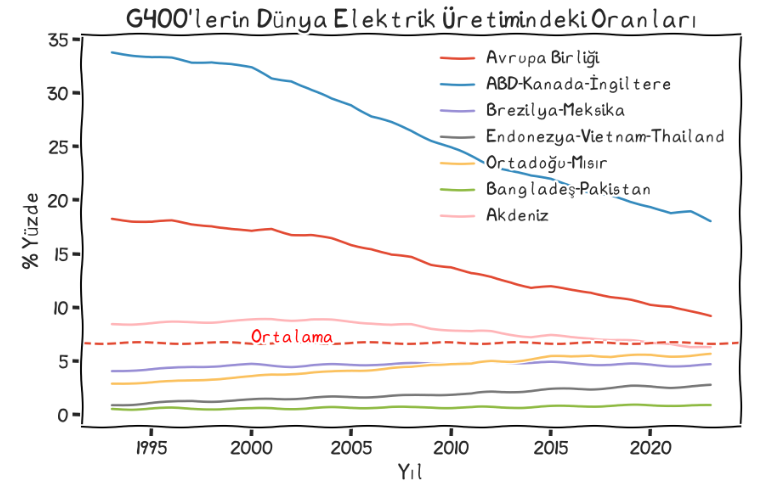 G400'lerin Dünya Elektrik Üretimindeki Oranları
35
30
25
20
15
10
5
0
% Yüzde
Avrupa Birliği
ABD-Kanada-İngiltere
Brezilya-Meksika
Endonezya-Vietnam-Thailand
Ortadoğu-Mısır
Bangladeş-Pakistan
Akdeniz
Ortalama
1995 2000 2005 2010 2015 2020
Yıl